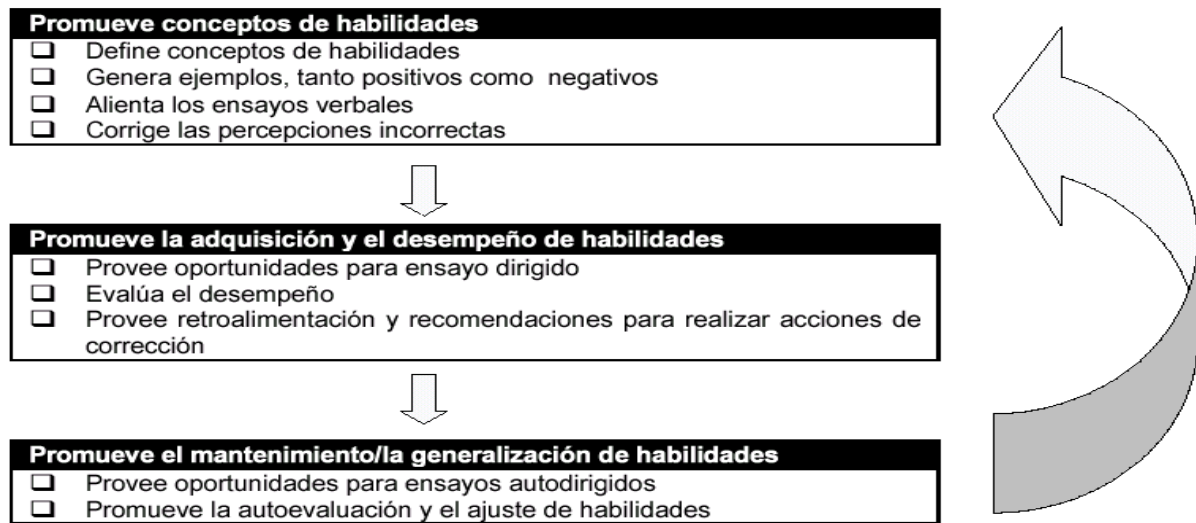 Promueve conceptos de habilidades
❑ Define conceptos de habilidades
❑ Genera ejemplos, tanto positivos como negativos
❑ Alienta los ensayos verbales
❑ Corrige las percepciones incorrectas
Promueve la adquisición y el desempeño de habilidades
❑ Provee oportunidades para ensayo dirigido
❑ Evalúa el desempeño
❑ Provee retroalimentación y recomendaciones para realizar acciones de
corrección
Promueve el mantenimiento/la generalización de habilidades
❑ Provee oportunidades para ensayos autodirigidos
❑ Promueve la autoevaluación y el ajuste de habilidades